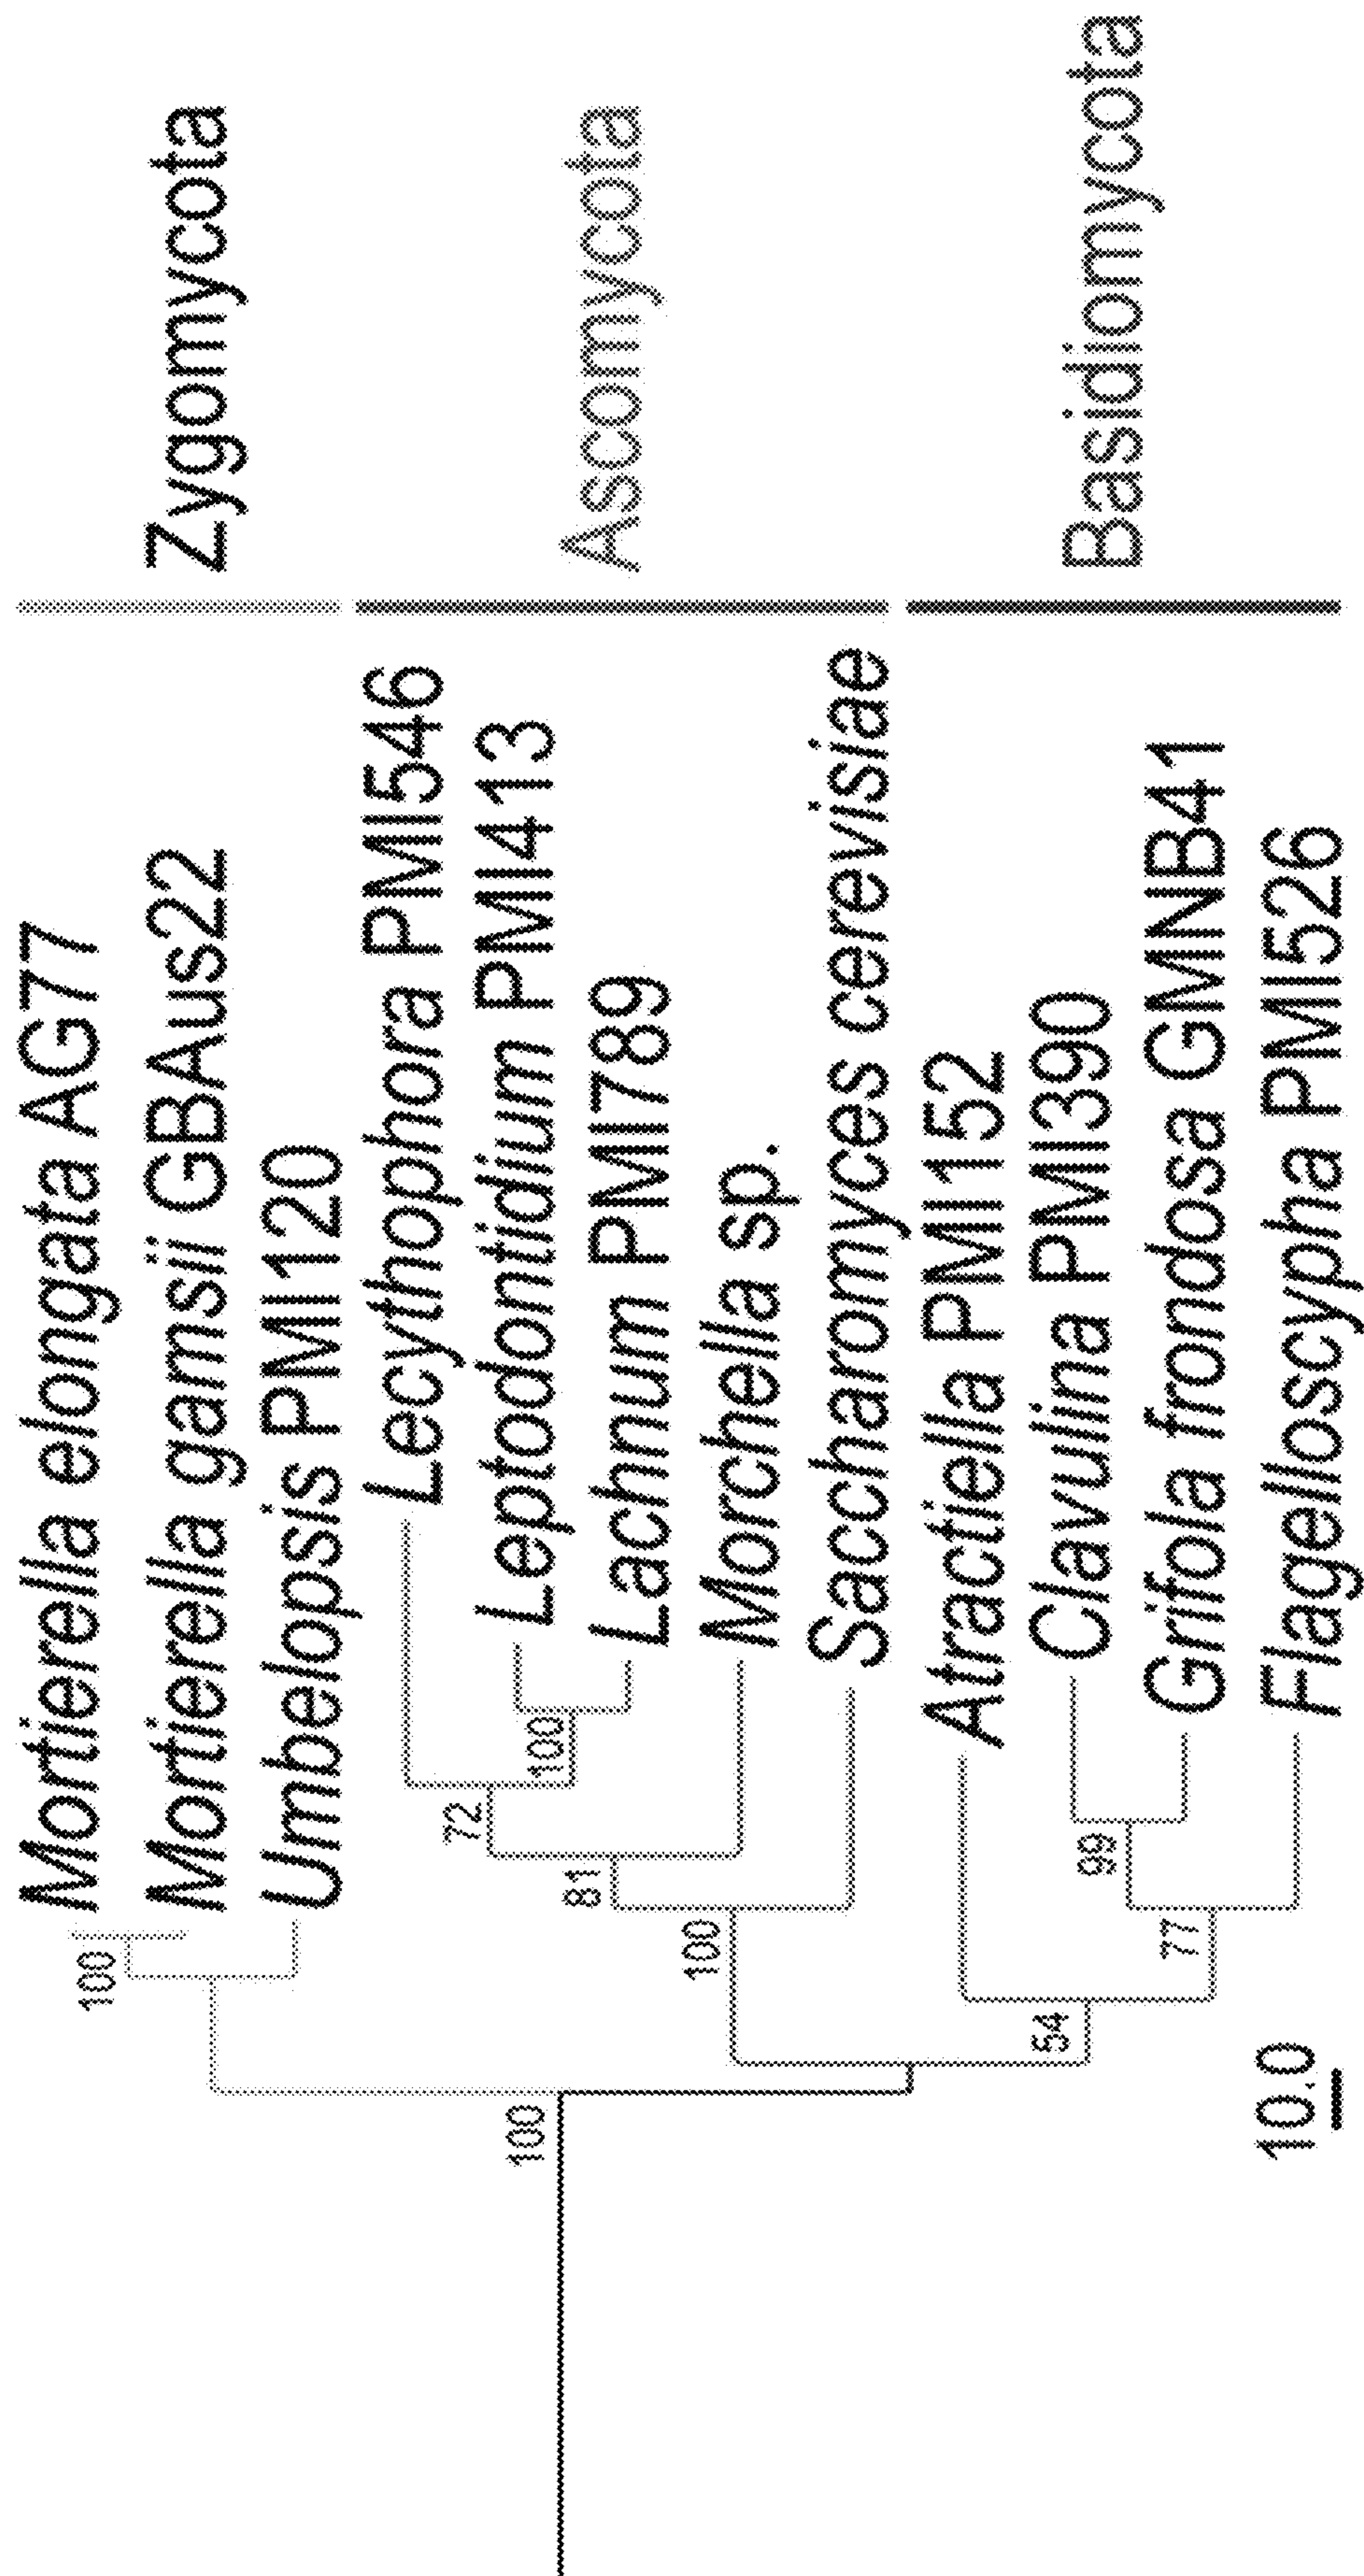 Mortierella elongata AG77
Mortierella gamsii GBAus22
Umbelopsis PMI120
Zygomycota
Lecythophora PMI546
Leptodontidium PMI413
Lachnum PMI789
Morchella sp.
Saccharomyces cerevisiae
Ascomycota
Atractiella PMI152
Clavulina PMI390
Grifola frondosa GMNB41
Flagelloscypha PMI526
Basidiomycota
100
100
72
100
81
100
54
99
77
10.0